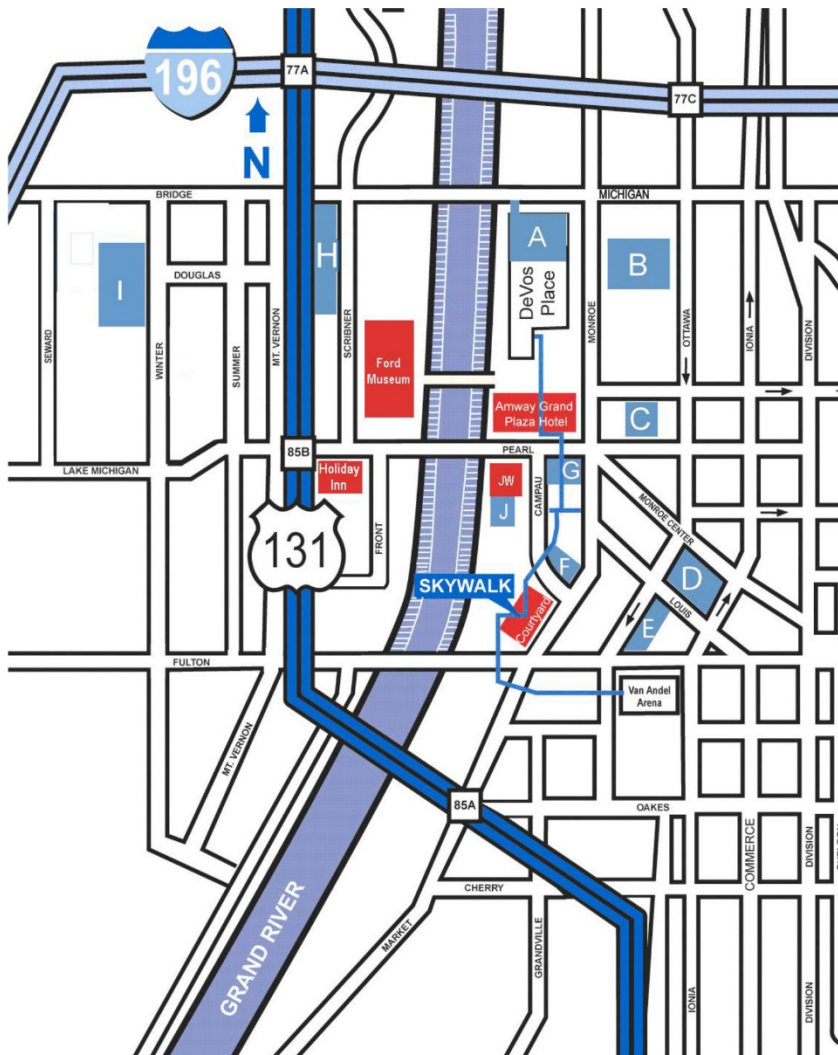 77A
196
77C
N
BRIDGE
MICHIGAN
A
H
I
B
DOUGLAS
DeVos
Place
SEWARD
WINTER
SUMMER
MT. VERNON
SCRIBNER
MONROE
OTTAWA
IONIA
DIVISION
Ford
Museum
Amway Grand
Plaza Hotel
C
85B
PEARL
LAKE MICHIGAN
Holiday
Inn
JW
J
G
CAMPAU
FRONT
MONROE CENTER
131
F
D
SKYWALK
Courtyard
LOUIS
E
FULTON
Van Andel
Arena
MT. VERNON
85A
OAKES
COMMERCE
DIVISION
CHERRY
GRAND RIVER
MARKET
GRANDVILLE
IONIA
DIVISION